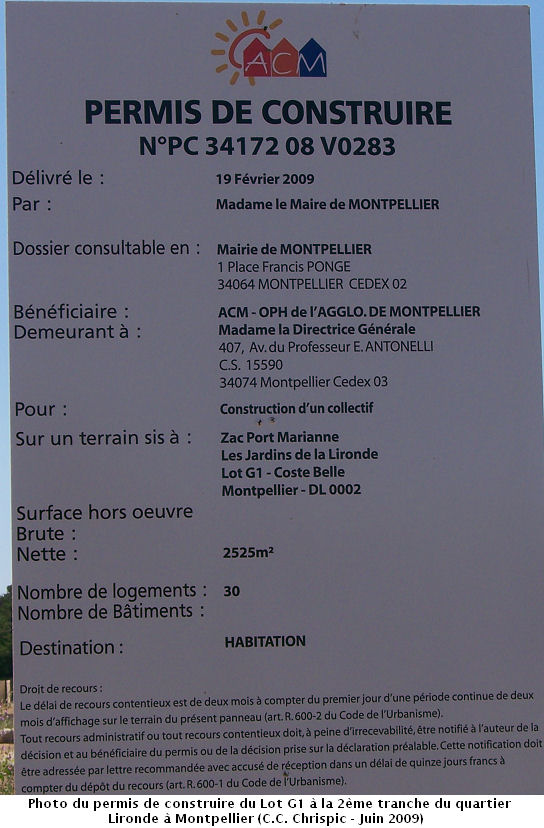 ACM
PERMIS DE CONSTRUIRE
N°PC 34172 08 V0283
Délivré le : 19 Février 2009
Par : Madame le Maire de MONTPELLIER
Dossier consultable en : Mairie de MONTPELLIER
1 Place Francis PONGE
34064 MONTPELLIER CEDEX 02
Bénéficiaire : ACM - OPH de l'AGGLO. DE MONTPELLIER
Demeurant à : Madame la Directrice Générale
407, Av. du Professeur E. ANTONELLI
C.S. 15590
34074 Montpellier Cedex 03
Pour : Construction d'un collectif
Sur un terrain sis à : Zac Port Marianne
Les Jardins de la Lironde
Lot G1 - Coste Belle
Montpellier - DL 0002
Surface hors oeuvre
Brute :
Nette : 2525m²
Nombre de logements : 30
Nombre de Bâtiments :
Destination : HABITATION
Droit de recours :
Le délai de recours contentieux est de deux mois à compter du premier jour d'une période continue de deux
mois d'affichage sur le terrain du présent panneau (art. R. 600-2 du Code de l'Urbanisme).
Tout recours administratif ou tout recours contentieux doit, à peine d'irrecevabilité, être notifié à l'auteur de la
décision et au bénéficiaire du permis ou de la décision prise sur la déclaration préalable. Cette notification doit
être adressée par lettre recommandée avec accusé de réception dans un délai de quinze jours francs à
compter du dépôt du recours (art. R. 600-1 du Code de l'Urbanisme).
Photo du permis de construire du Lot G1 à la 2ème tranche du quartier
Lironde à Montpellier (C.C. Chrispic - Juin 2009)